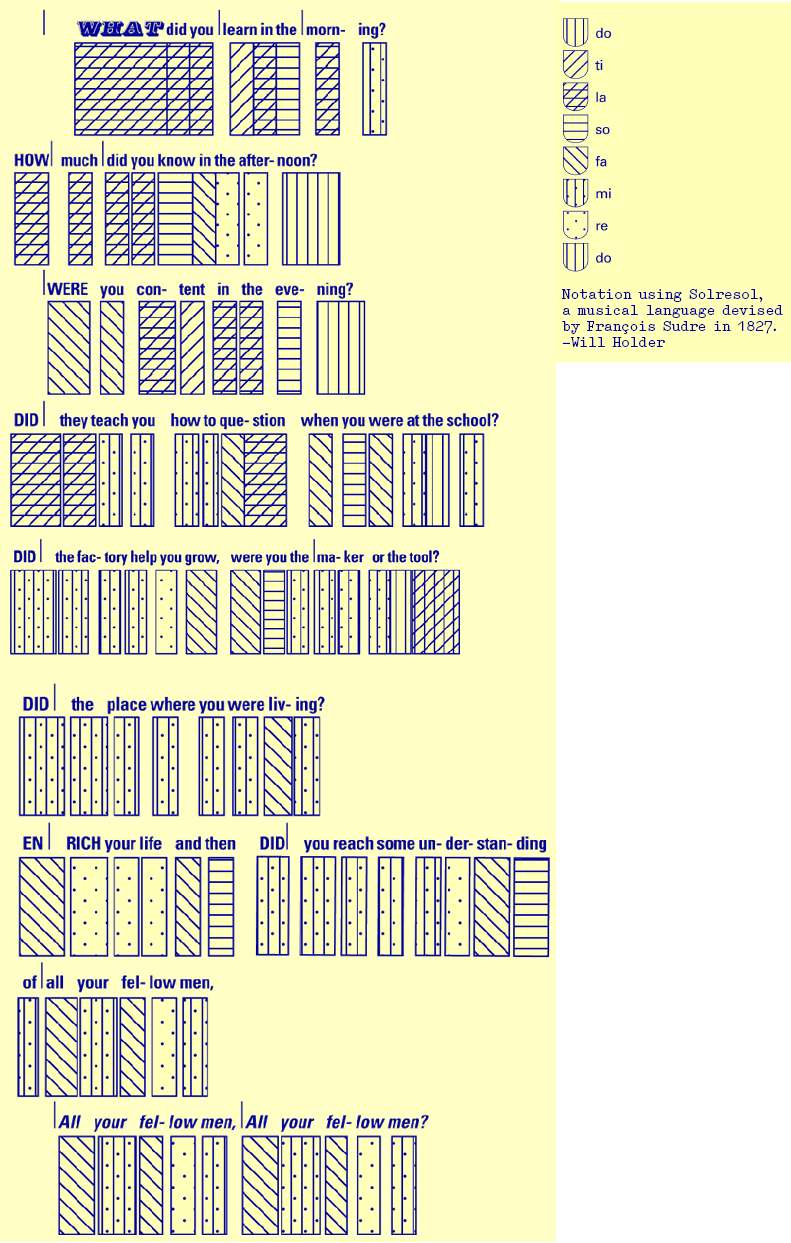 WHAT did you learn in the morn- ing?
HOW much did you know in the after- noon?
WERE you con- tent in the eve- ning?
DID they teach you how to que- stion when you were at the school?
DID the fac- tory help you grow, were you the ma- ker or the tool?
DID the place where you were liv- ing?
EN RICH your life and then DID you reach some un- der- stan- ding
of all your fel- low men,
All your fel- low men, All your fel- low men?
do
ti
la
so
fa
mi
re
do
Notation using Solresol,
a musical language devised
by François Sudre in 1827.
–Will Holder